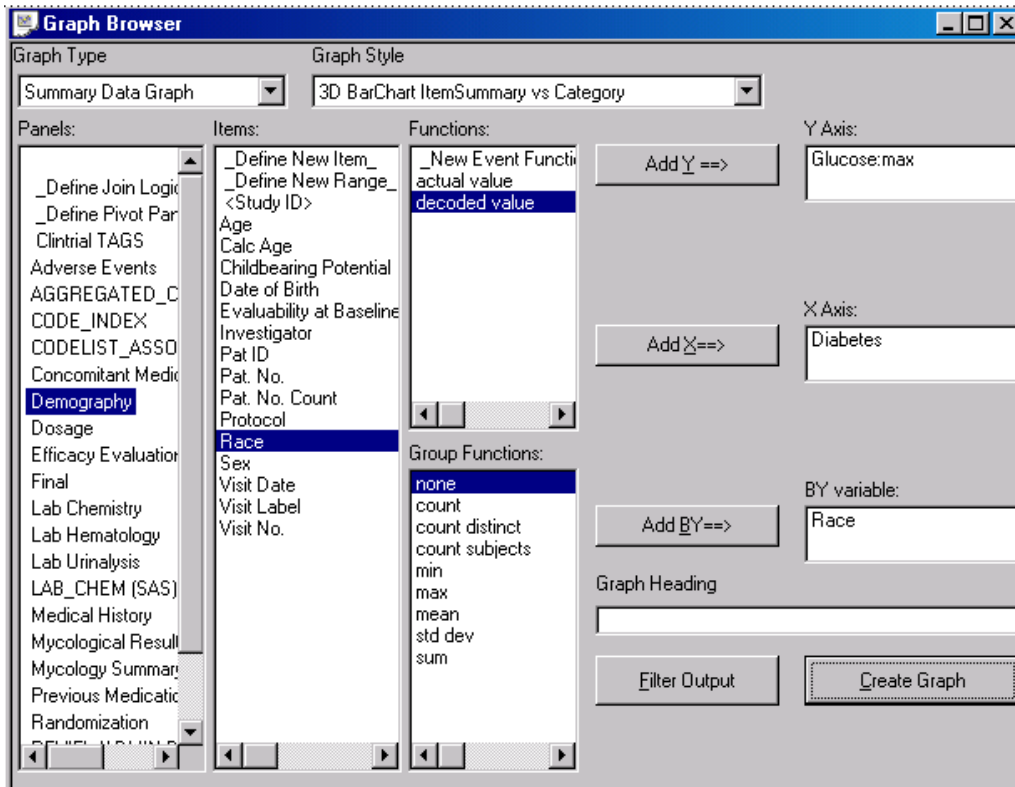 Graph Browser
Graph Type
Graph Style
Summary Data Graph
3D BarChart ItemSummary vs Category
Panels:
_Define Join Logic
_Define Pivot Par
Clintrial TAGS
Adverse Events
AGGREGATED_C
CODE_INDEX
CODELIST_ASSO
Concomitant Medic
Demography
Dosage
Efficacy Evaluation
Final
Lab Chemistry
Lab Hematology
Lab Urinalysis
LAB_CHEM (SAS)
Medical History
Mycological Result
Mycology Summary
Previous Medicatio
Randomization
Items:
_Define New Item_
_Define New Range_
<Study ID>
Age
Calc Age
Childbearing Potential
Date of Birth
Evaluability at Baseline
Investigator
Pat ID
Pat. No.
Pat. No. Count
Protocol
Race
Sex
Visit Date
Visit Label
Visit No.
Functions:
_New Event Functi
actual value
decoded value
Group Functions:
none
count
count distinct
count subjects
min
max
mean
std dev
sum
Add Y ==>
Y Axis:
Glucose:max
Add X==>
X Axis:
Diabetes
Add BY==>
BY variable:
Race
Graph Heading
Filter Output
Create Graph